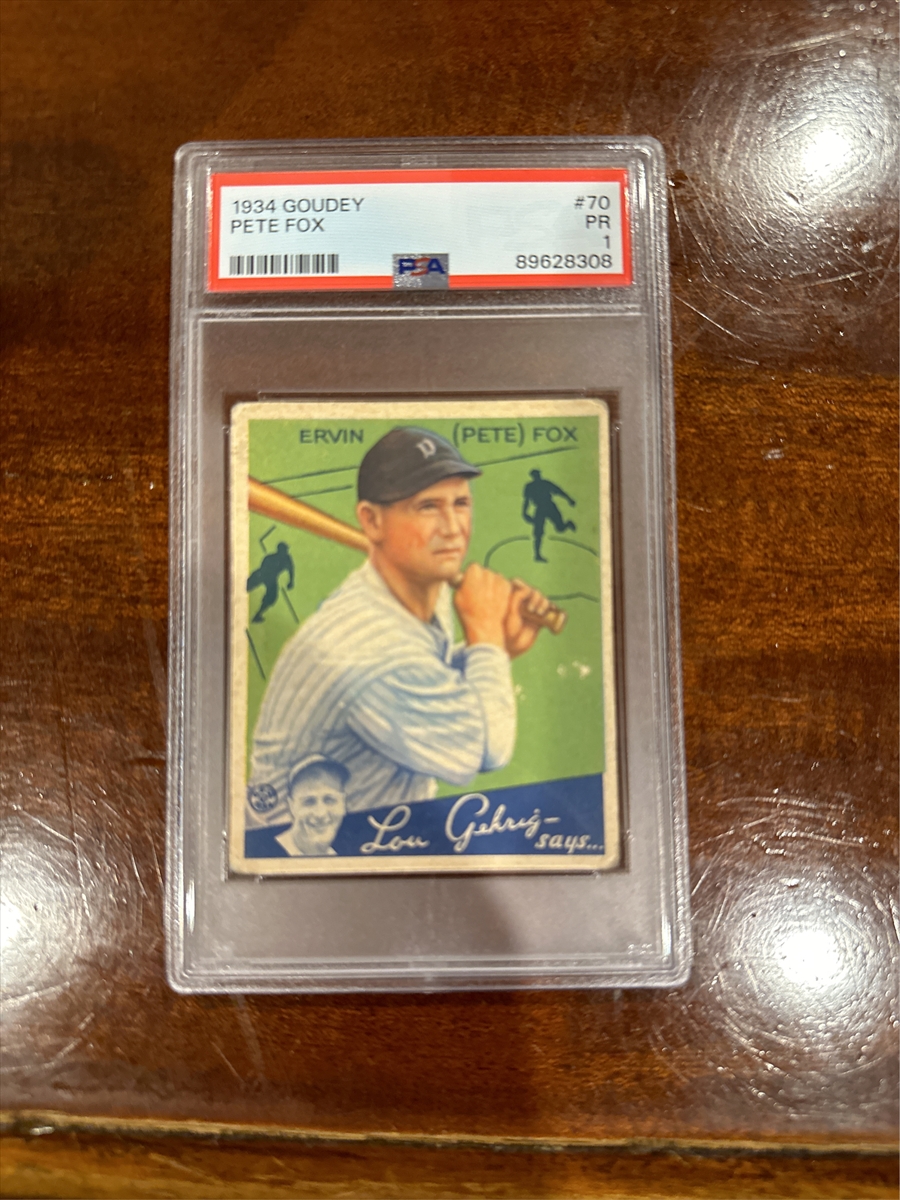 1934 GOUDEY #70
PETE FOX PR
1
PSA 89628308
ERVIN (PETE) FOX
D
Lou Gehrig-
says...